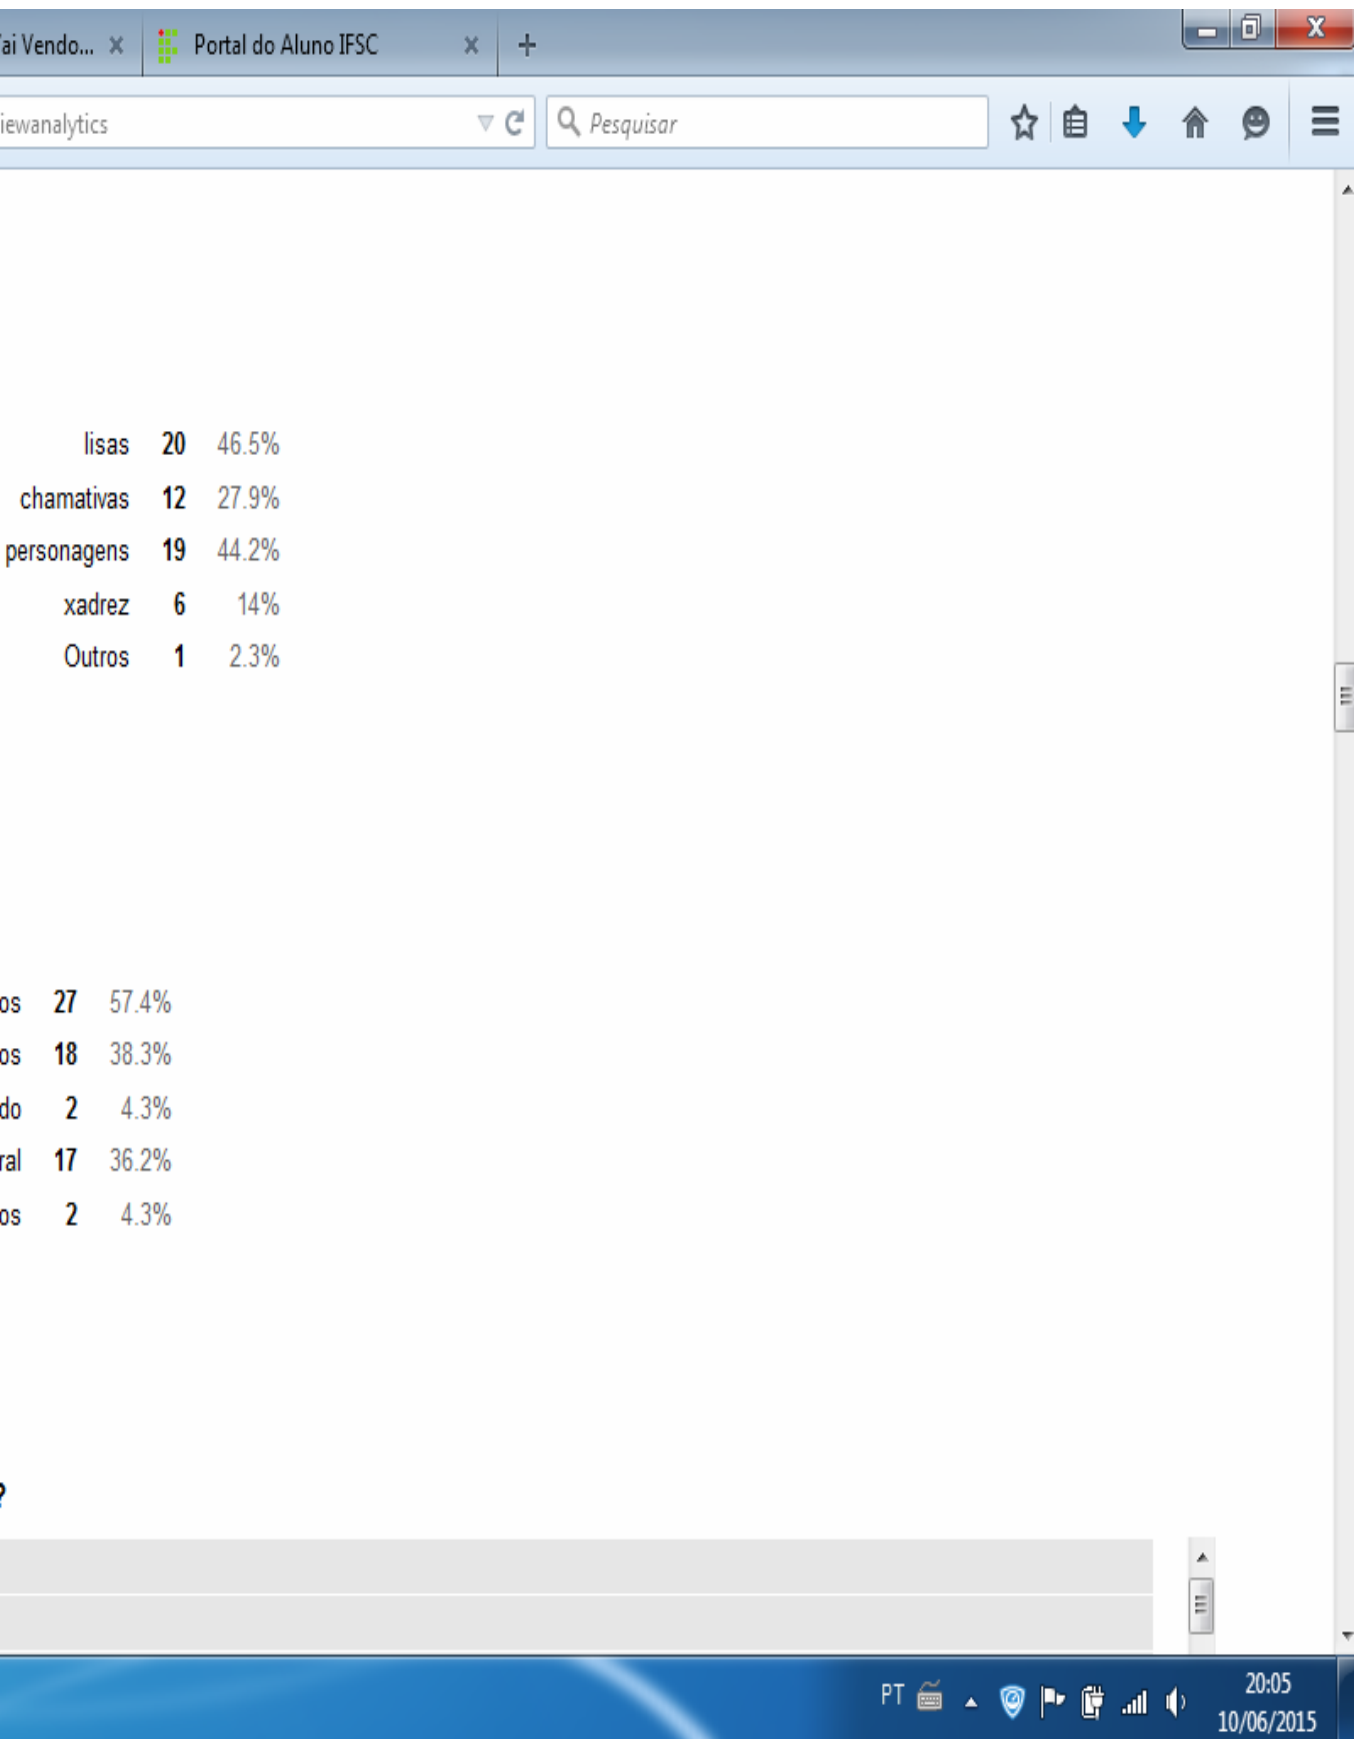 ai Vendo... Portal do Aluno IFSC
iewanalytics Pesquisar
lisas 20 46.5%
chamativas 12 27.9%
personagens 19 44.2%
xadrez 6 14%
Outros 1 2.3%
os 27 57.4%
os 18 38.3%
do 2 4.3%
ral 17 36.2%
os 2 4.3%
?
PT 20:05
10/06/2015